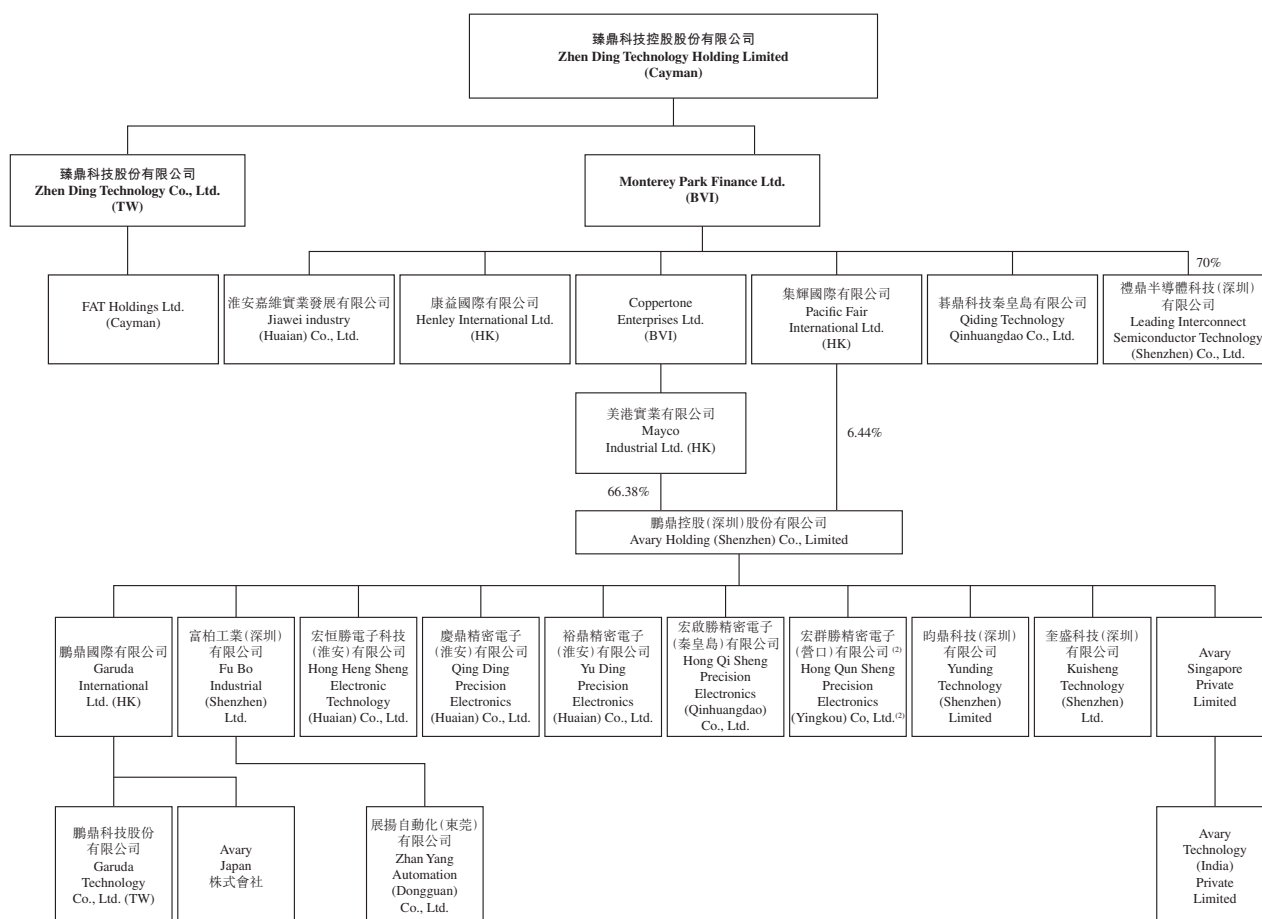 臻鼎科技控股股份有限公司
Zhen Ding Technology Holding Limited
(Cayman)
臻鼎科技股份有限公司
Zhen Ding Technology Co., Ltd.
(TW)
Monterey Park Finance Ltd.
(BVI)
70%
FAT Holdings Ltd.
(Cayman)
淮安嘉維實業發展有限公司
Jiawei industry
(Huaian) Co., Ltd.
康益國際有限公司
Henley International Ltd.
(HK)
Coppertone
Enterprises Ltd.
(BVI)
集輝國際有限公司
Pacific Fair
International Ltd.
(HK)
碁鼎科技秦皇島有限公司
Qiding Technology
Qinhuangdao Co., Ltd.
禮鼎半導體科技(深圳)
有限公司
Leading Interconnect
Semiconductor Technology
(Shenzhen) Co., Ltd.
美港實業有限公司
Mayco
Industrial Ltd. (HK)
6.44%
66.38%
鵬鼎控股(深圳)股份有限公司
Avary Holding (Shenzhen) Co., Limited
鵬鼎國際有限公司
Garuda
International
Ltd. (HK)
富柏工業(深圳)
有限公司
Fu Bo
Industrial
(Shenzhen)
Ltd.
宏恒勝電子科技
(淮安)有限公司
Hong Heng Sheng
Electronic
Technology
(Huaian) Co., Ltd.
慶鼎精密電子
(淮安)有限公司
Qing Ding
Precision
Electronics
(Huaian) Co., Ltd.
裕鼎精密電子
(淮安)有限公司
Yu Ding
Precision
Electronics
(Huaian) Co., Ltd.
宏啟勝精密電子
(秦皇島)有限公司
Hong Qi Sheng
Precision
Electronics
(Qinhuangdao)
Co., Ltd.
宏群勝精密電子
(營口)有限公司(2)
Hong Qun Sheng
Precision
Electronics
(Yingkou) Co, Ltd.(2)
昀鼎科技(深圳)
有限公司
Yunding
Technology
(Shenzhen)
Limited
奎盛科技(深圳)
有限公司
Kuisheng
Technology
(Shenzhen)
Ltd.
Avary
Singapore
Private
Limited
鵬鼎科技股份
有限公司
Garuda
Technology
Co., Ltd. (TW)
Avary
Japan
株式會社
展揚自動化(東莞)
有限公司
Zhan Yang
Automation
(Dongguan)
Co., Ltd.
Avary
Technology
(India)
Private
Limited